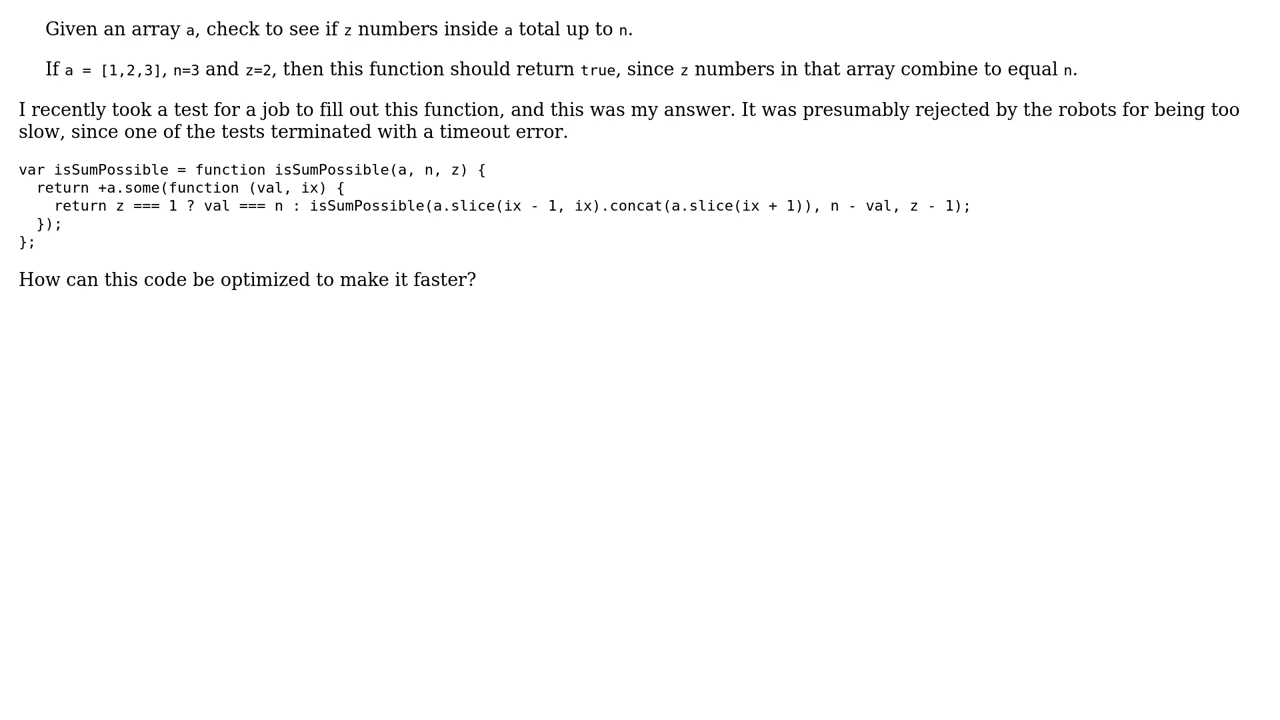 Given an array a, check to see if z numbers inside a total up to n.
If a = [1,2,3], n=3 and z=2, then this function should return true, since z numbers in that array combine to equal n.
I recently took a test for a job to fill out this function, and this was my answer. It was presumably rejected by the robots for being too
slow, since one of the tests terminated with a timeout error.
var isSumPossible = function isSumPossible(a, n, z) {
  return +a.some(function (val, ix) {
    return z === 1 ? val === n : isSumPossible(a.slice(ix - 1, ix).concat(a.slice(ix + 1)), n - val, z - 1);
  });
};
How can this code be optimized to make it faster?